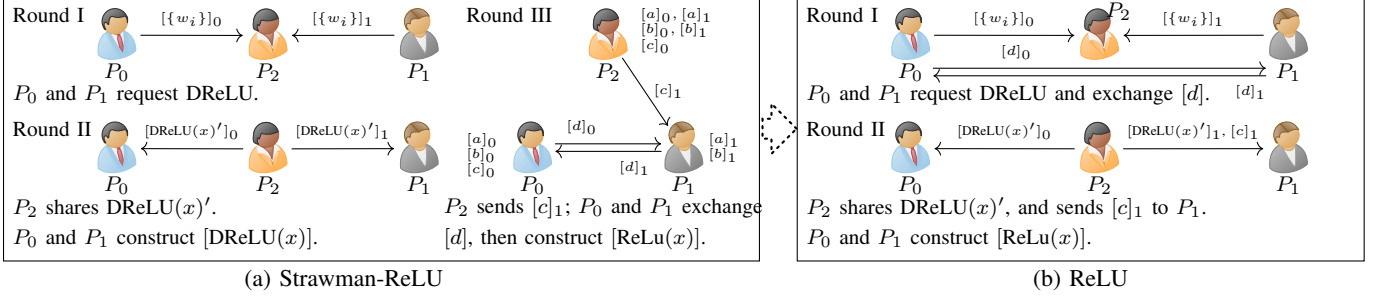 Round I
[{w_i}]_0
[{w_i}]_1
P_0
P_2
P_1
P_0 and P_1 request DReLU.
Round II
[DReLU(x)′]_0
[DReLU(x)′]_1
P_0
P_2
P_1
P_2 shares DReLU(x)′.
P_0 and P_1 construct [DReLU(x)].
Round III
[a]_0, [a]_1
[b]_0, [b]_1
[c]_0
P_2
[c]_1
[a]_0
[b]_0
[c]_0
[d]_0
[d]_1
[a]_1
[b]_1
P_0
P_1
P_2 sends [c]_1; P_0 and P_1 exchange
[d], then construct [ReLu(x)].
(a) Strawman-ReLU
Round I
[{w_i}]_0
P_2
[{w_i}]_1
[d]_0
P_0
P_1
[d]_1
P_0 and P_1 request DReLU and exchange [d].
Round II
[DReLU(x)′]_0
[DReLU(x)′]_1, [c]_1
P_0
P_2
P_1
P_2 shares DReLU(x)′, and sends [c]_1 to P_1.
P_0 and P_1 construct [ReLu(x)].
(b) ReLU